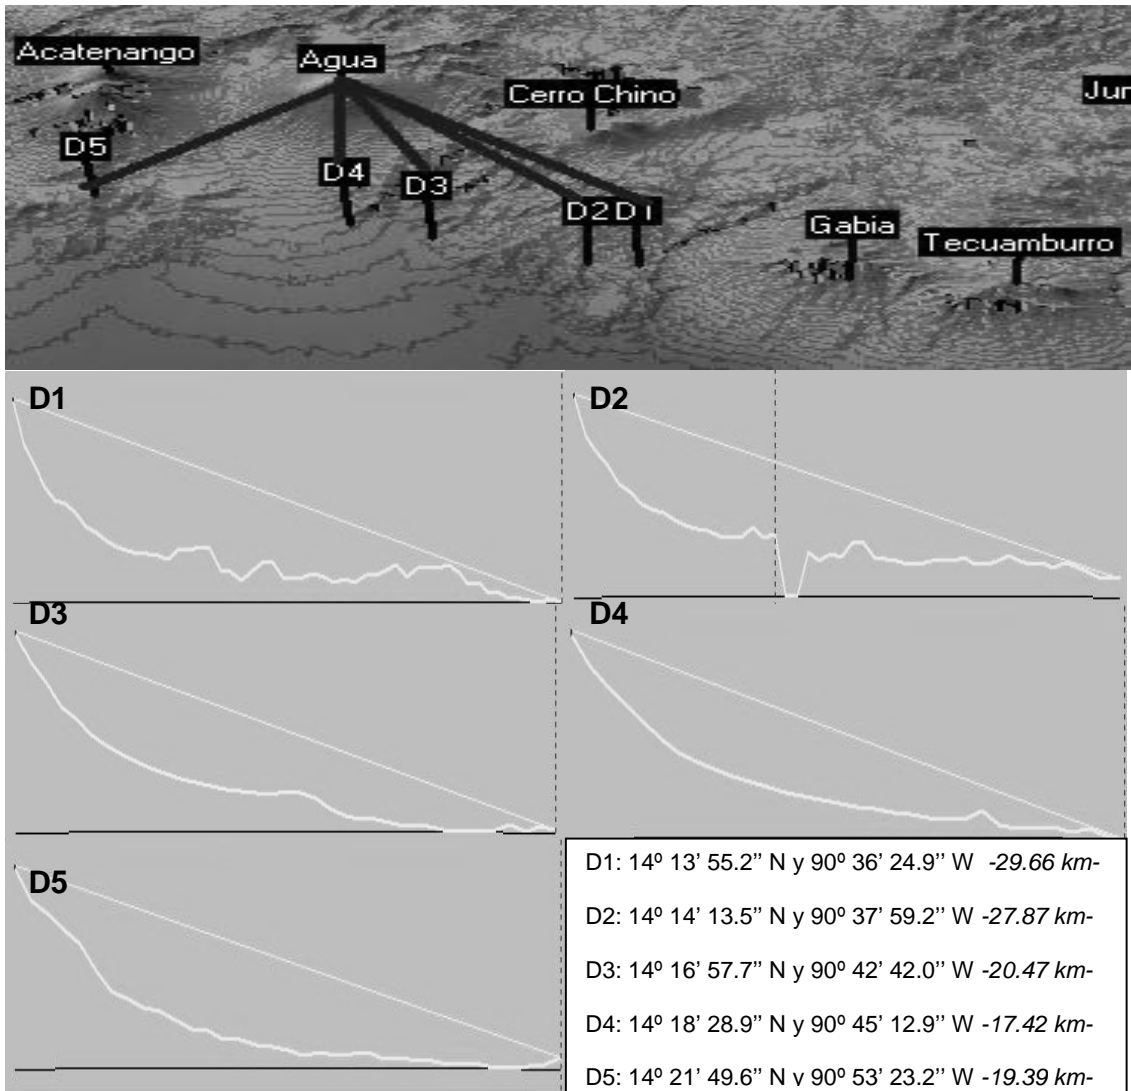 Acatenango
Agua
Cerro Chino
Jur
D5
D4
D3
D2 D1
Gabia
Tecuamburro
D1
D2
D3
D4
D5
D1: 14º 13’ 55.2’’ N y 90º 36’ 24.9’’ W -29.66 km-
D2: 14º 14’ 13.5’’ N y 90º 37’ 59.2’’ W -27.87 km-
D3: 14º 16’ 57.7’’ N y 90º 42’ 42.0’’ W -20.47 km-
D4: 14º 18’ 28.9’’ N y 90º 45’ 12.9’’ W -17.42 km-
D5: 14º 21’ 49.6’’ N y 90º 53’ 23.2’’ W -19.39 km-